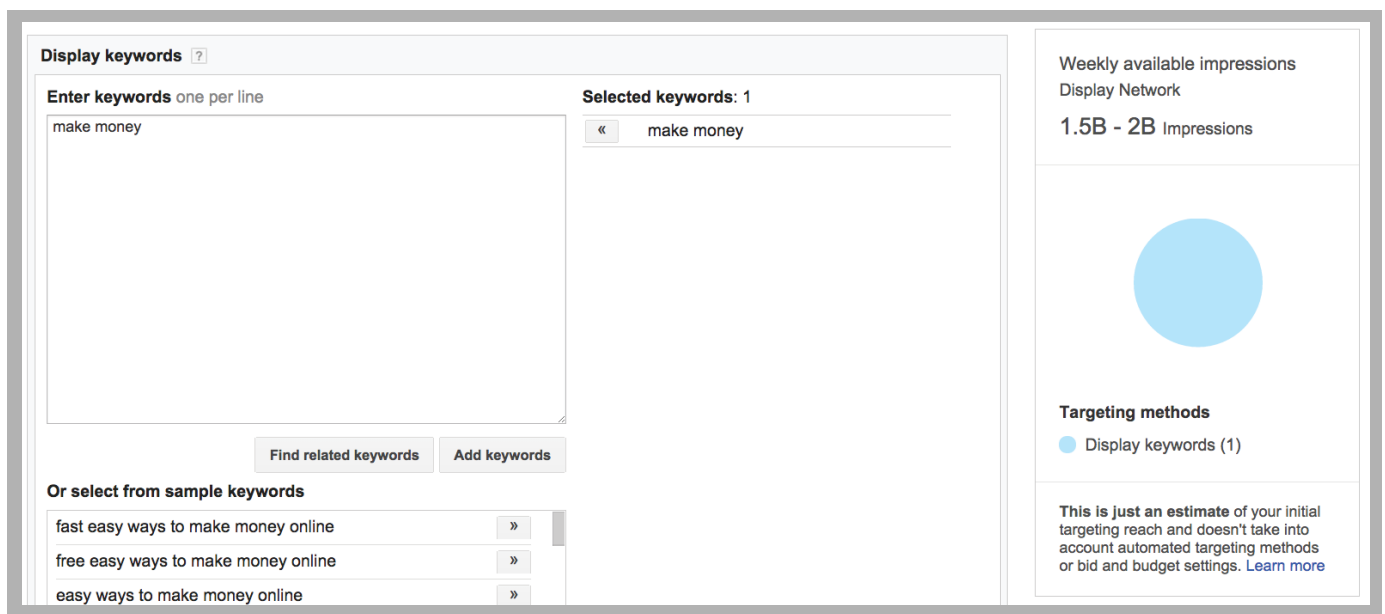 Display keywords ?
Enter keywords one per line
make money
Find related keywords
Add keywords
Or select from sample keywords
fast easy ways to make money online »
free easy ways to make money online »
easy ways to make money online »
Selected keywords: 1
« make money
Weekly available impressions
Display Network
1.5B - 2B Impressions
Targeting methods
Display keywords (1)
This is just an estimate of your initial
targeting reach and doesn't take into
account automated targeting methods
or bid and budget settings. Learn more